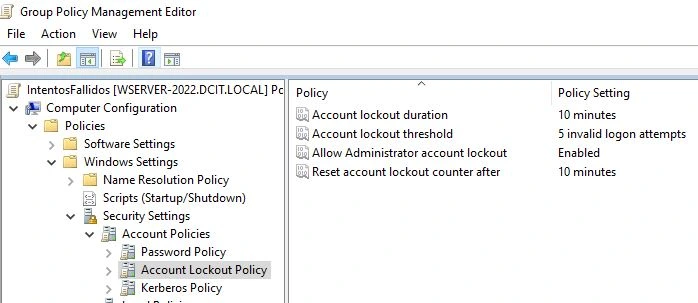 Group Policy Management Editor
File Action View Help
IntentosFallidos [WSERVER-2022.DCIT.LOCAL] Pc
Computer Configuration
Policies
Software Settings
Windows Settings
Name Resolution Policy
Scripts (Startup/Shutdown)
Security Settings
Account Policies
Password Policy
Account Lockout Policy
Kerberos Policy
Policy Policy Setting
Account lockout duration 10 minutes
Account lockout threshold 5 invalid logon attempts
Allow Administrator account lockout Enabled
Reset account lockout counter after 10 minutes